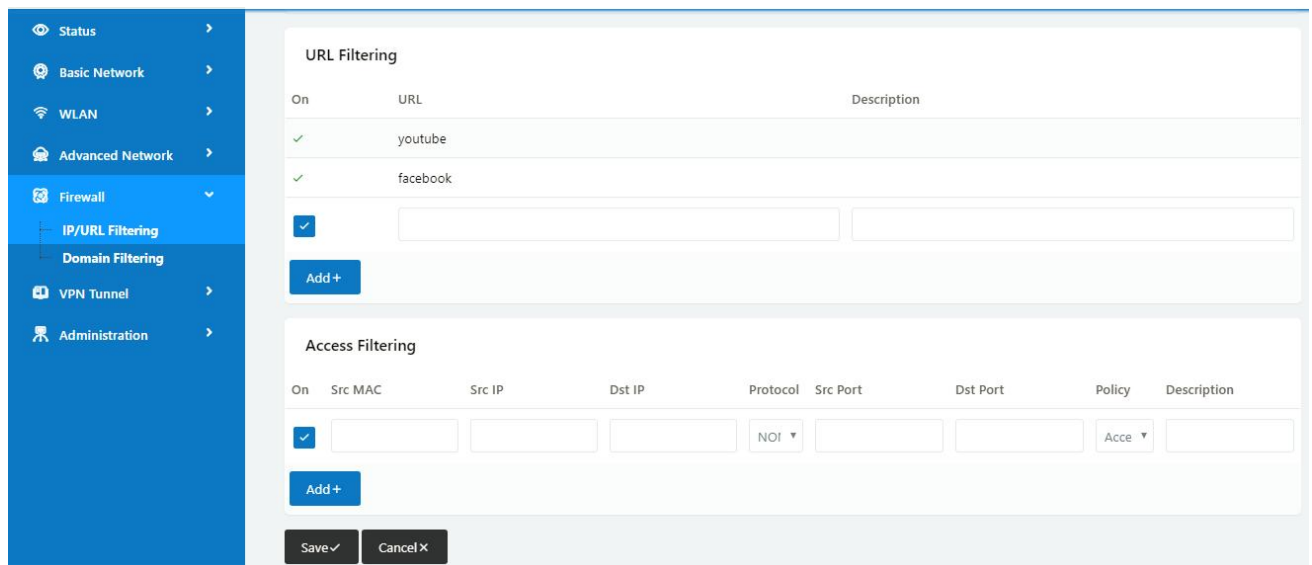 Status
Basic Network
WLAN
Advanced Network
Firewall
IP/URL Filtering
Domain Filtering
VPN Tunnel
Administration
URL Filtering
On URL Description
youtube
facebook
Add+
Access Filtering
On Src MAC Src IP Dst IP Protocol Src Port Dst Port Policy Description
NOI Acce
Add+
Save Cancel